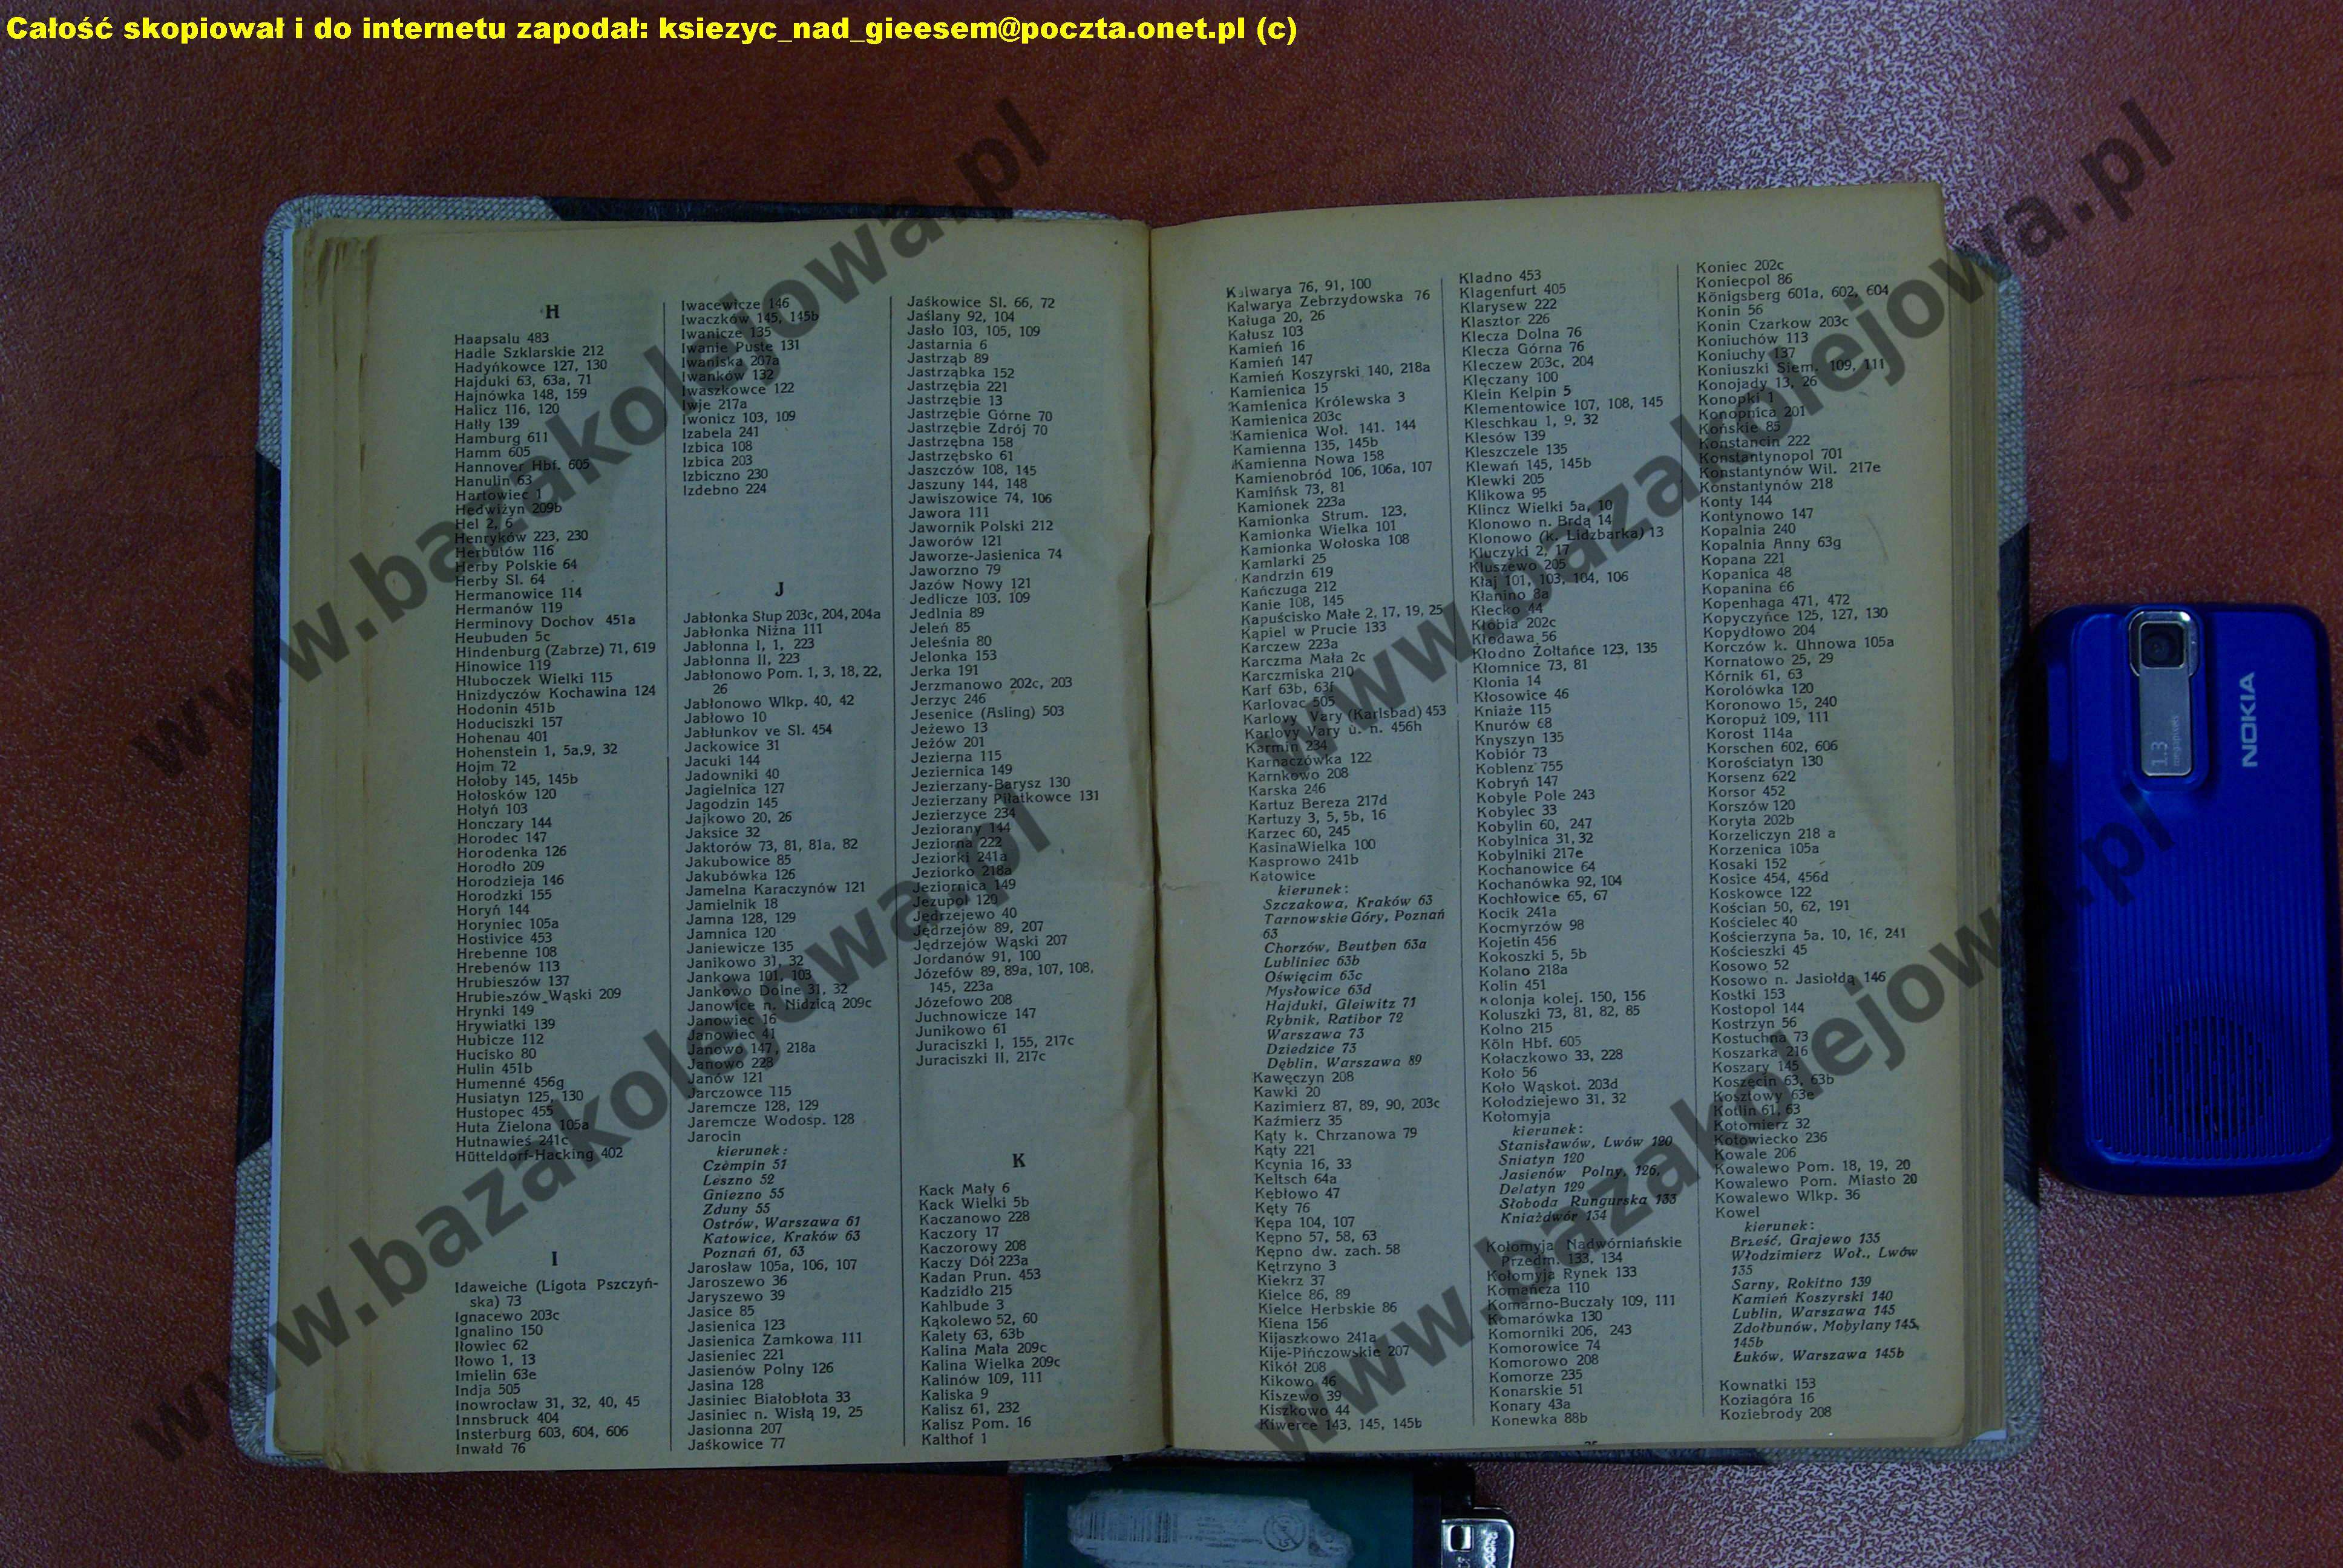 Całość skopiował i do internetu zapodał: ksiezyc_nad_gieesem@poczta.onet.pl (c)
H
Haapsalu 483
Hadle Szklarskie 212
Hadyńkowce 127, 130
Hajduki 63, 63a, 71
Hajnówka 148, 159
Halicz 116, 120
Hały 139
Hamburg 611
Hamm 605
Hannover Hbf. 605
Hanulin 63
Hartowiec 1
Hedwiżyn 209b
Hel 2, 6
Henryków 223, 230
Herbutów 116
Herby Polskie 64
Herby Sl. 64
Hermanowice 114
Hermanów 119
Herminovy Dochov 451a
Heubuden 5c
Hindenburg (Zabrze) 71, 619
Hinowice 119
Hłuboczek Wielki 115
Hnizdyczów Kochawina 124
Hodonin 451b
Hoduciszki 157
Hohenau 401
Hohenstein 1, 5a,9, 32
Hojm 72
Hołoby 145, 145b
Hołosków 120
Hołyń 103
Honczary 144
Horodec 147
Horodenka 126
Horodło 209
Horodzieja 146
Horodzki 155
Horyń 144
Horyniec 105a
Hostivice 453
Hrebenne 108
Hrebenów 113
Hrubieszów 137
Hrubieszów Wąski 209
Hrynki 149
Hrywiatki 139
Hubicze 112
Hucisko 80
Hulin 451b
Humenné 456g
Husiatyn 125, 130
Hustopec 455
Huta Zielona 105a
Hutnawieś 241c
Hütteldorf-Hacking 402
I
Idaweiche (Ligota Pszczyń-
ska) 73
Ignacewo 203c
Ignalino 150
Iłowiec 62
Iłowo 1, 13
Imielin 63e
Indja 505
Inowrocław 31, 32, 40, 45
Innsbruck 404
Insterburg 603, 604, 606
Inwałd 76
Iwacewicze 146
Iwaczków 145, 145b
Iwanicze 135
Iwanie Puste 131
Iwaniska 207a
Iwanków 132
Iwaszkowce 122
Iwje 217a
Iwonicz 103, 109
Izabela 241
Izbica 108
Izbica 203
Izbiczno 230
Izdebno 224
J
Jabłonka Słup 203c, 204, 204a
Jabłonka Niżna 111
Jabłonna I, 1, 223
Jabłonna II, 223
Jabłonowo Pom. 1, 3, 18, 22,
26
Jabłonowo Wlkp. 40, 42
Jabłowo 10
Jabłunkov ve Sl. 454
Jackowice 31
Jacuki 144
Jadowniki 40
Jagielnica 127
Jagodzin 145
Jajkowo 20, 26
Jaksice 32
Jaktorów 73, 81, 81a, 82
Jakubowice 85
Jakubówka 126
Jamelna Karaczynów 121
Jamielnik 18
Jamna 128, 129
Jamnica 120
Janiewicze 135
Janikowo 31, 32
Jankowa 101, 103
Jankowo Dolne 31, 32
Janowice n. Nidzicą 209c
Janowiec 16
Janowiec 41
Janowo 147, 218a
Janowo 228
Janów 121
Jarczowce 115
Jaremcze 128, 129
Jaremcze Wodosp. 128
Jarocin
kierunek:
Czempin 51
Leszno 52
Gniezno 55
Zduny 55
Ostrów, Warszawa 61
Katowice, Kraków 63
Poznań 61, 63
Jarosław 105a, 106, 107
Jaroszewo 36
Jaryszewo 39
Jasice 85
Jasienica 123
Jasienica Zamkowa 111
Jasieniec 221
Jasienów Polny 126
Jasina 128
Jasiniec Białobłota 33
Jasiniec n. Wisłą 19, 25
Jasionna 207
Jaśkowice 77
Jaśkowice Sl. 66, 72
Jaślany 92, 104
Jasło 103, 105, 109
Jastarnia 6
Jastrząb 89
Jastrząbka 152
Jastrzębia 221
Jastrzębie 13
Jastrzębie Górne 70
Jastrzębie Zdrój 70
Jastrzębna 158
Jastrzębsko 61
Jaszczów 108, 145
Jaszuny 144, 148
Jawiszowice 74, 106
Jawora 111
Jawornik Polski 212
Jaworów 121
Jaworze-Jasienica 74
Jaworzno 79
Jazów Nowy 121
Jedlicze 103, 109
Jedlnia 89
Jeleń 85
Jeleśnia 80
Jelonka 153
Jerka 191
Jerzmanowo 202c, 203
Jerzyc 246
Jesenice (Asling) 503
Jeżewo 13
Jeżów 201
Jezierna 115
Jeziernica 149
Jezierzany-Barysz 130
Jezierzany Piłatkowce 131
Jezierzyce 234
Jeziorany 144
Jeziorna 222
Jeziorki 241a
Jeziorko 218a
Jeziornica 149
Jezupol 120
Jędrzejewo 40
Jędrzejów 89, 207
Jędrzejów Wąski 207
Jordanów 91, 100
Józefów 89, 89a, 107, 108,
145, 223a
Józefowo 208
Juchnowicze 147
Junikowo 61
Juraciszki I, 155, 217c
Juraciszki II, 217c
K
Kack Mały 6
Kack Wielki 5b
Kaczanowo 228
Kaczory 17
Kaczorowy 208
Kaczy Dół 223a
Kadan Prun. 453
Kadzidło 215
Kahlbude 3
Kąkolewo 52, 60
Kalety 63, 63b
Kalina Mała 209c
Kalina Wielka 209c
Kalinów 109, 111
Kaliska 9
Kalisz 61, 232
Kalisz Pom. 16
Kalthof 1
Kalwarya 76, 91, 100
Kalwarya Zebrzydowska 76
Kaługa 20, 26
Kałusz 103
Kamień 16
Kamień 147
Kamień Koszyrski 140, 218a
Kamienica 15
Kamienica Królewska 3
Kamienica 203c
Kamienica Woł. 141. 144
Kamienna 135, 145b
Kamienna Nowa 158
Kamienobród 106, 106a, 107
Kamińsk 73, 81
Kamionek 223a
Kamionka Strum. 123,
Kamionka Wielka 101
Kamionka Wołoska 108
Kamlarki 25
Kandrzin 619
Kańczuga 212
Kanie 108, 145
Kapuścisko Małe 2, 17, 19, 25
Kąpiel w Prucie 133
Karczew 223a
Karczma Mała 2c
Karczmiska 210
Karf 63b, 63f
Karlovac 505
Karlovy Vary (Karlsbad) 453
Karlovy Vary u. n. 456h
Karmin 234
Karnaczówka 122
Karnkowo 208
Karska 246
Kartuz Bereza 217d
Kartuzy 3, 5, 5b, 16
Karzec 60, 245
KasinaWielka 100
Kasprowo 241b
Katowice
kierunek:
Szczakowa, Kraków 63
Tarnowskie Góry, Poznań
63
Chorzów, Beuthen 63a
Lubliniec 63b
Oświęcim 63c
Mysłowice 63d
Hajduki, Gleiwitz 71
Rybnik, Ratibor 72
Warszawa 73
Dziedzice 73
Dęblin, Warszawa 89
Kawęczyn 208
Kawki 20
Kazimierz 87, 89, 90, 203c
Kaźmierz 35
Kąty k. Chrzanowa 79
Kąty 221
Kcynia 16, 33
Keltsch 64a
Kębłowo 47
Kęty 76
Kępa 104, 107
Kępno 57, 58, 63
Kępno dw. zach. 58
Kętrzyno 3
Kiekrz 37
Kielce 86, 89
Kielce Herbskie 86
Kiena 156
Kijaszkowo 241a
Kije-Pińczowskie 207
Kikół 208
Kikowo 46
Kiszewo 39
Kiszkowo 44
Kiwerce 143, 145, 145b
Kladno 453
Klagenfurt 405
Klarysew 222
Klasztor 226
Klecza Dolna 76
Klecza Górna 76
Kleczew 203c, 204
Klęczany 100
Klein Kelpin 5
Klementowice 107, 108, 145
Kleschkau 1, 9, 32
Klesów 139
Kleszczele 135
Klewań 145, 145b
Klewki 205
Klikowa 95
Klincz Wielki 5a, 10
Klonowo n. Brdą 14
Klonowo (k. Lidzbarka) 13
Kluczyki 2, 17
Kluszewo 205
Kłaj 101, 103, 104, 106
Kłanino 8a
Kłecko 44
Kłobia 202c
Kłodawa 56
Kłodno Żołtańce 123, 135
Kłomnice 73, 81
Kłonia 14
Kłosowice 46
Kniaże 115
Knurów 68
Knyszyn 135
Kobiór 73
Koblenz 755
Kobryń 147
Kobyle Pole 243
Kobylec 33
Kobylin 60, 247
Kobylnica 31, 32
Kobylniki 217e
Kochanowice 64
Kochanówka 92, 104
Kochłowice 65, 67
Kocik 241a
Kocmyrzów 98
Kojetin 456
Kokoszki 5, 5b
Kolano 218a
Kolin 451
Kolonja kolej. 150, 156
Koluszki 73, 81, 82, 85
Kolno 215
Köln Hbf. 605
Kołaczkowo 33, 228
Koło 56
Koło Wąskot. 203d
Kołodziejewo 31, 32
Kołomyja
kierunek:
Stanisławów, Lwów 120
Sniatyn 120
Jasienów Polny, 126,
Delatyn 129
Słoboda Rungurska 133
Kniaźdwór 134
Kołomyja Nadwórniańskie
Przedm. 133, 134
Kołomyja Rynek 133
Komańcza 110
Komarno-Buczały 109, 111
Komarówka 130
Komorniki 206, 243
Komorowice 74
Komorowo 208
Komorze 235
Konarskie 51
Konary 43a
Konewka 88b
Koniec 202c
Koniecpol 86
Königsberg 601a, 602, 604
Konin 56
Konin Czarkow 203c
Koniuchów 113
Koniuchy 137
Koniuszki Siem. 109, 111
Konojady 13, 26
Konopki 1
Konopnica 201
Końskie 85
Konstancin 222
Konstantynopol 701
Konstantynów Wil. 217e
Konstantynów 218
Konty 144
Kontynowo 147
Kopalnia 240
Kopalnia Anny 63g
Kopana 221
Kopanica 48
Kopanina 66
Kopenhaga 471, 472
Kopyczyńce 125, 127, 130
Kopydłowo 204
Korczów k. Uhnowa 105a
Kornatowo 25, 29
Kórnik 61, 63
Korolówka 120
Koronowo 15, 240
Koropuż 109, 111
Korost 114a
Korschen 602, 606
Korościatyn 130
Korsenz 622
Korsor 452
Korszów 120
Koryta 202b
Korzeliczyn 218 a
Korzenica 105a
Kosaki 152
Kosice 454, 456d
Koskowce 122
Kościan 50, 62, 191
Kościelec 40
Kościerzyna 5a. 10, 16, 241
Kościeszki 45
Kosowo 52
Kosowo n. Jasiołdą 146
Kostki 153
Kostopol 144
Kostrzyn 56
Kostuchna 73
Koszarka 216
Koszary 145
Koszęcin 63, 63b
Kosztowy 63e
Kotlin 61, 63
Kotomierz 32
Kotowiecko 236
Kowale 206
Kowalewo Pom. 18, 19, 20
Kowalewo Pom. Miasto 20
Kowalewo Wlkp. 36
Kowel
kierunek:
Brześć, Grajewo 135
Włodzimierz Woł., Lwów
135
Sarny, Rokitno 139
Kamień Koszyrski 140
Lublin, Warszawa 145
Zdołbunów, Mohylany 145,
145b
Łuków, Warszawa 145b
Kownatki 153
Koziagóra 16
Koziebrody 208
NOKIA
1.3
megapixels
www.bazakolejowa.pl
www.bazakolejowa.pl
www.bazakolejowa.pl
www.bazakolejowa.pl